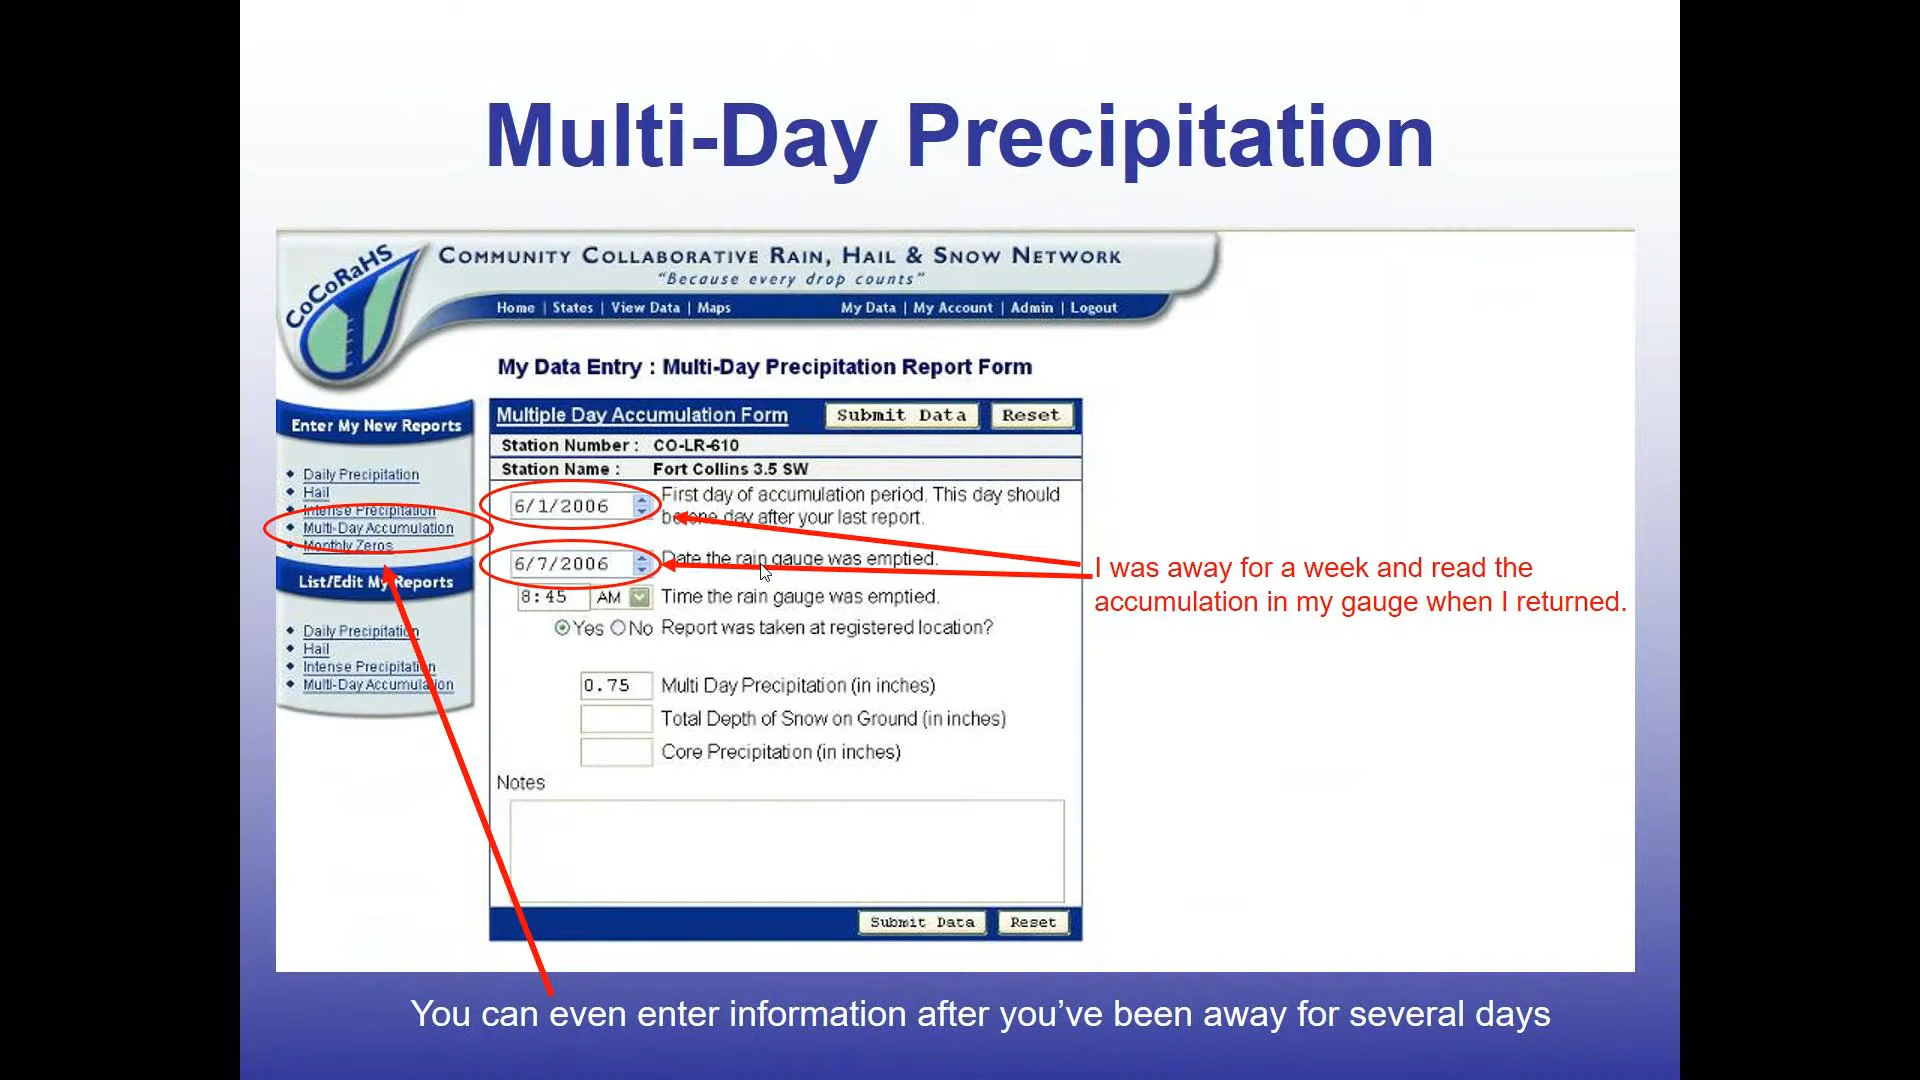 Multi-Day Precipitation
CoCoRaHS
Community Collaborative Rain, Hail & Snow Network
"Because every drop counts"
Home | States | View Data | Maps
My Data | My Account | Admin | Logout
My Data Entry : Multi-Day Precipitation Report Form
Enter My New Reports
Daily Precipitation
Hail
Intense Precipitation
Multi-Day Accumulation
Monthly Zeros
List/Edit My Reports
Daily Precipitation
Hail
Intense Precipitation
Multi-Day Accumulation
Multiple Day Accumulation Form
Submit Data
Reset
Station Number : CO-LR-610
Station Name : Fort Collins 3.5 SW
6/1/2006
First day of accumulation period. This day should
be one day after your last report.
6/7/2006 Date the rain gauge was emptied.
8:45 AM Time the rain gauge was emptied.
Yes No Report was taken at registered location?
0.75 Multi Day Precipitation (in inches)
Total Depth of Snow on Ground (in inches)
Core Precipitation (in inches)
Notes
Submit Data
Reset
I was away for a week and read the
accumulation in my gauge when I returned.
You can even enter information after you've been away for several days